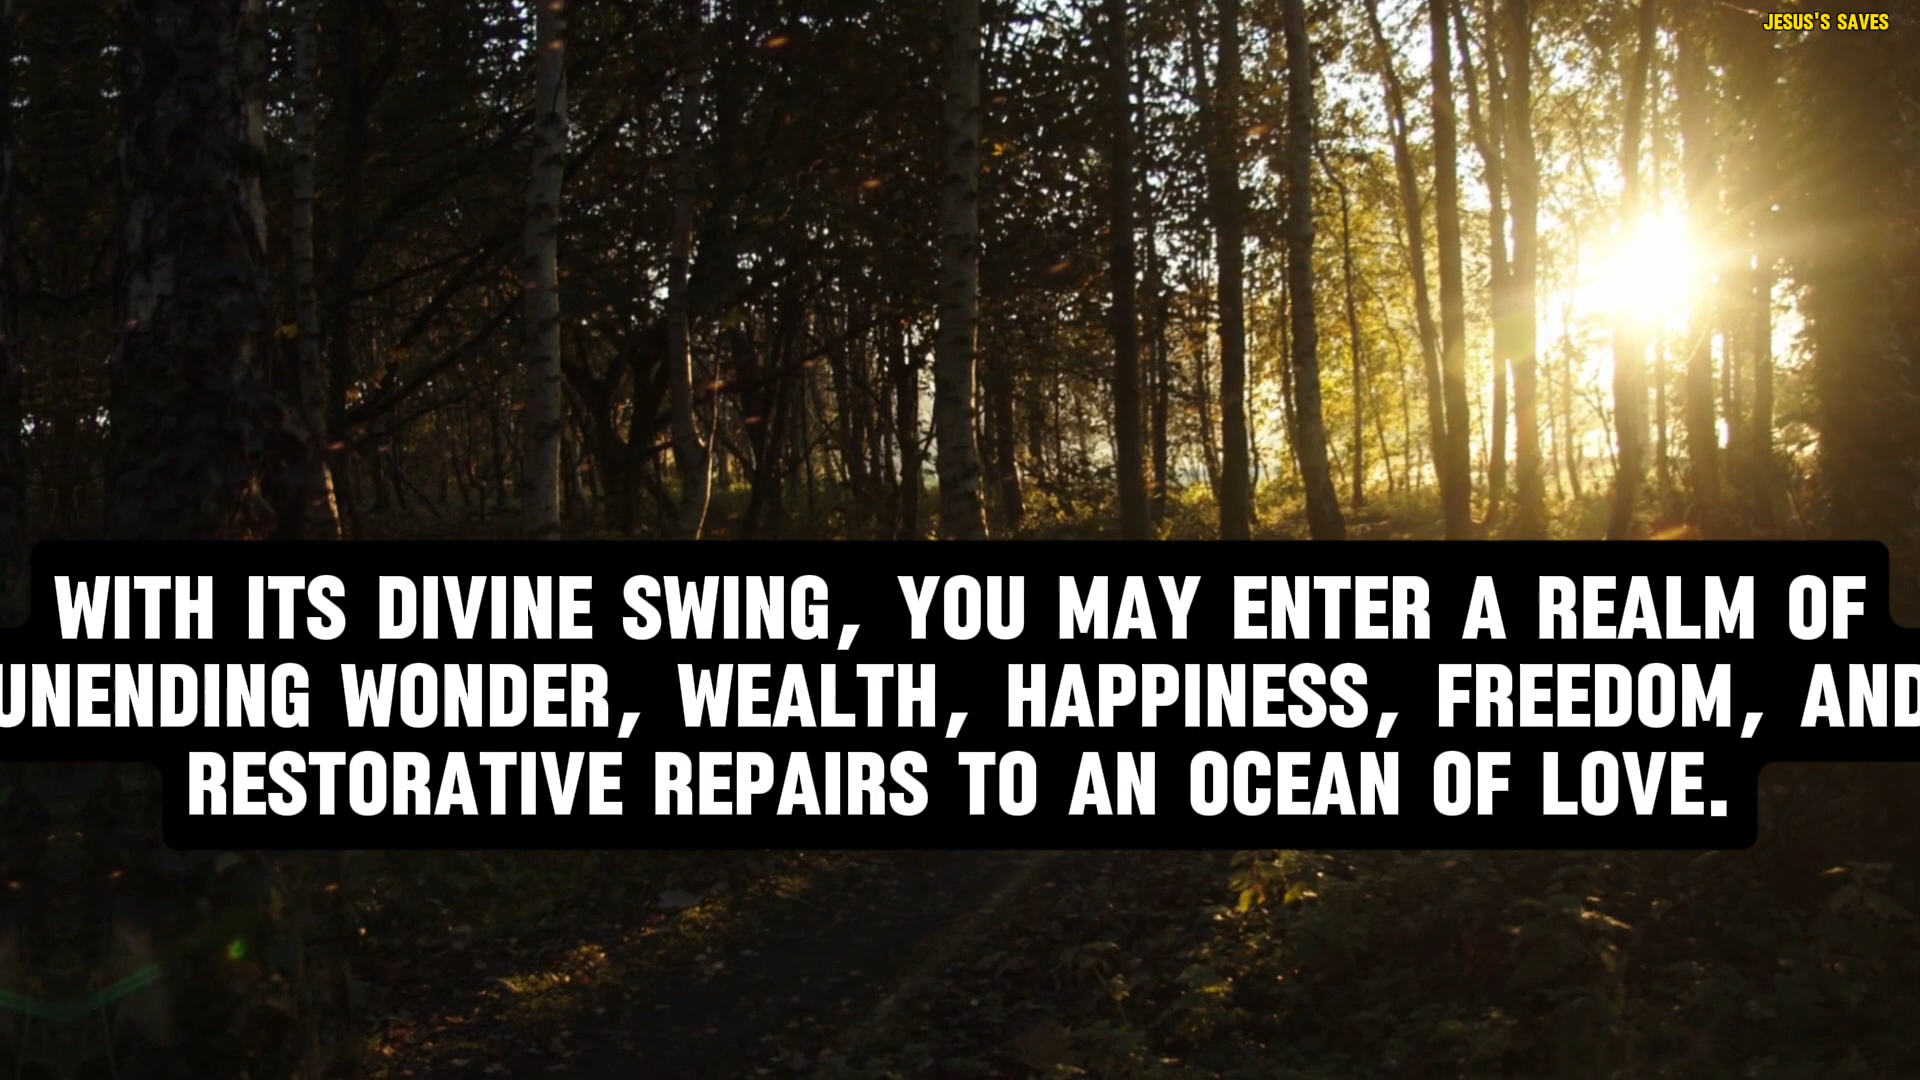 JESUS'S SAVES
WITH ITS DIVINE SWING, YOU MAY ENTER A REALM OF
UNENDING WONDER, WEALTH, HAPPINESS, FREEDOM, AND
RESTORATIVE REPAIRS TO AN OCEAN OF LOVE.